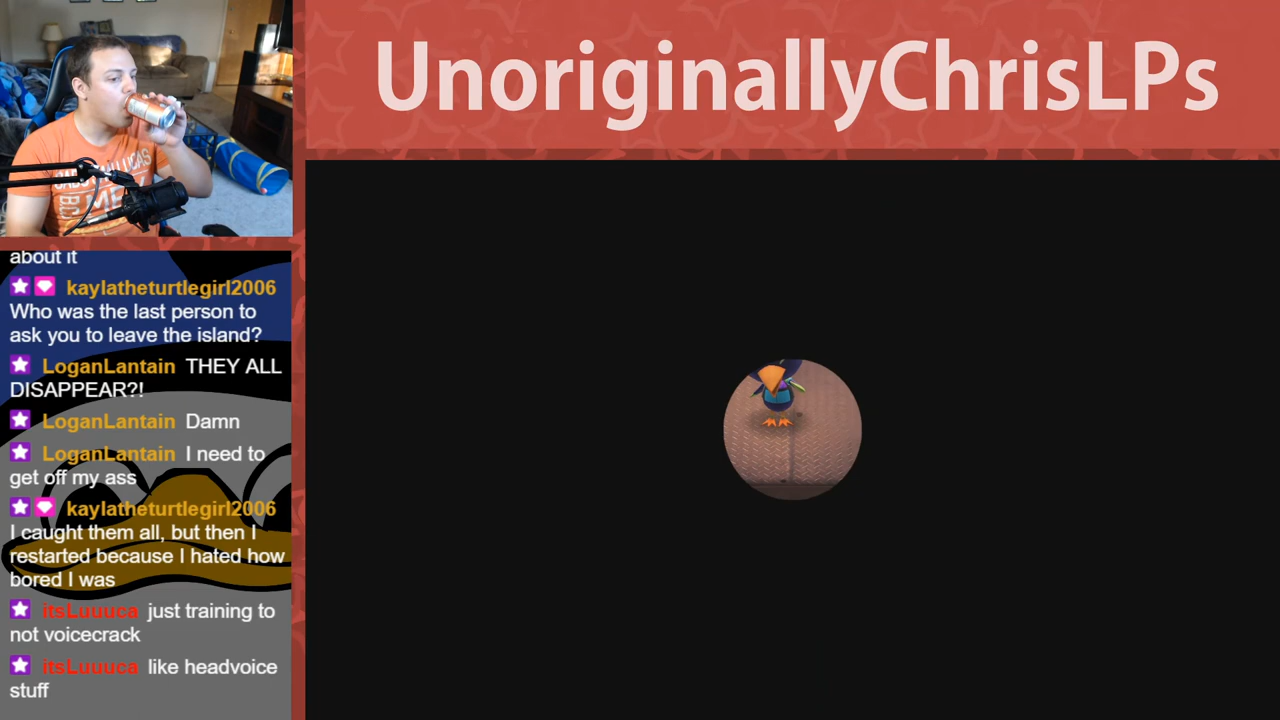 UnoriginallyChrisLPs
about it
kaylatheturtlegirl2006
Who was the last person to
ask you to leave the island?
LoganLantain THEY ALL
DISAPPEAR?!
LoganLantain Damn
LoganLantain I need to
get off my ass
kaylatheturtlegirl2006
I caught them all, but then I
restarted because I hated how
bored I was
itsLuuuca just training to
not voicecrack
itsLuuuca like headvoice
stuff